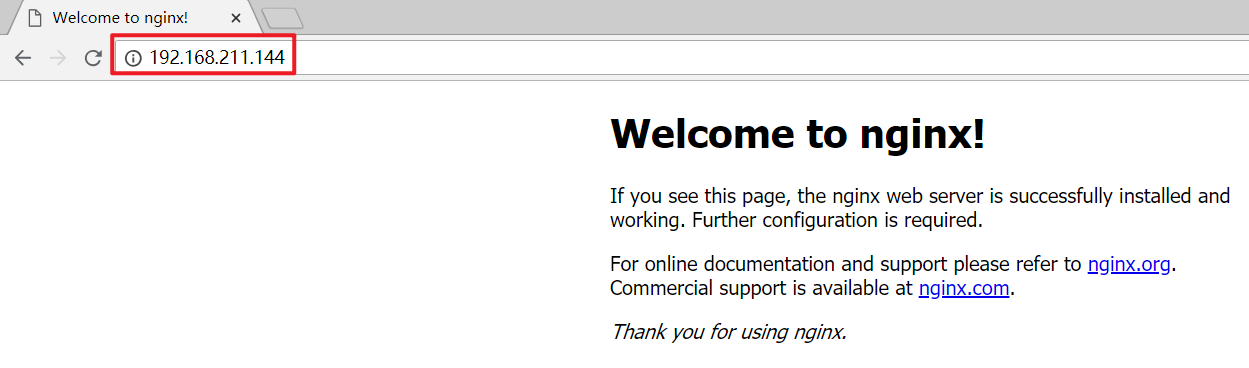 Welcome to nginx!
192.168.211.144
Welcome to nginx!
If you see this page, the nginx web server is successfully installed and
working. Further configuration is required.
For online documentation and support please refer to nginx.org.
Commercial support is available at nginx.com.
Thank you for using nginx.